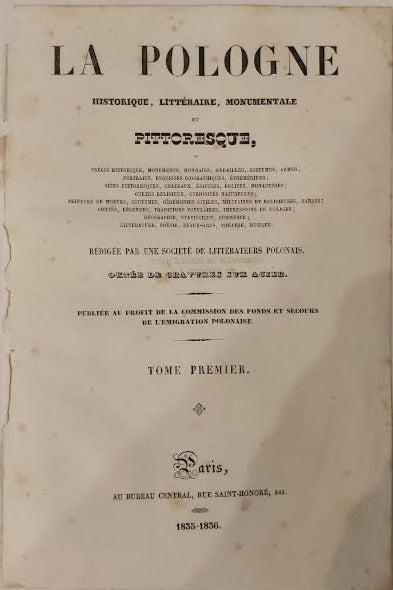 LA POLOGNE
HISTORIQUE, LITTÉRAIRE, MONUMENTALE
ET
PITTORESQUE,
OU
PRÉCIS HISTORIQUE, MONUMENTS, MONNAIES, MÉDAILLES, COSTUMES, ARMES;
PORTRAITS, ESQUISSES BIOGRAPHIQUES, ÉPHÉMÉRIDES;
SITES PITTORESQUES, CHATEAUX, ÉDIFICES, ÉGLISES, MONASTÈRES;
CULTES RELIGIEUX, CURIOSITÉS NATURELLES;
PEINTURE DE MOEURS, COUTUMES, CÉRÉMONIES CIVILES, MILITAIRES ET RELIGIEUSES, DANSES;
CONTES, LÉGENDES, TRADITIONS POPULAIRES, IMPRESSIONS DE VOYAGES;
GÉOGRAPHIE, STATISTIQUE, COMMERCE;
LITTÉRATURE, POÉSIE, BEAUX-ARTS, THÉATRE, MUSIQUE.
RÉDIGÉE PAR UNE SOCIÉTÉ DE LITTÉRATEURS POLONAIS.
ORNÉE DE GRAVURES SUR ACIER.
PUBLIÉE AU PROFIT DE LA COMMISSION DES FONDS ET SECOURS
DE L'ÉMIGRATION POLONAISE
TOME PREMIER.
Paris,
AU BUREAU CENTRAL, RUE SAINT-HONORÉ, 345.
1835-1836.